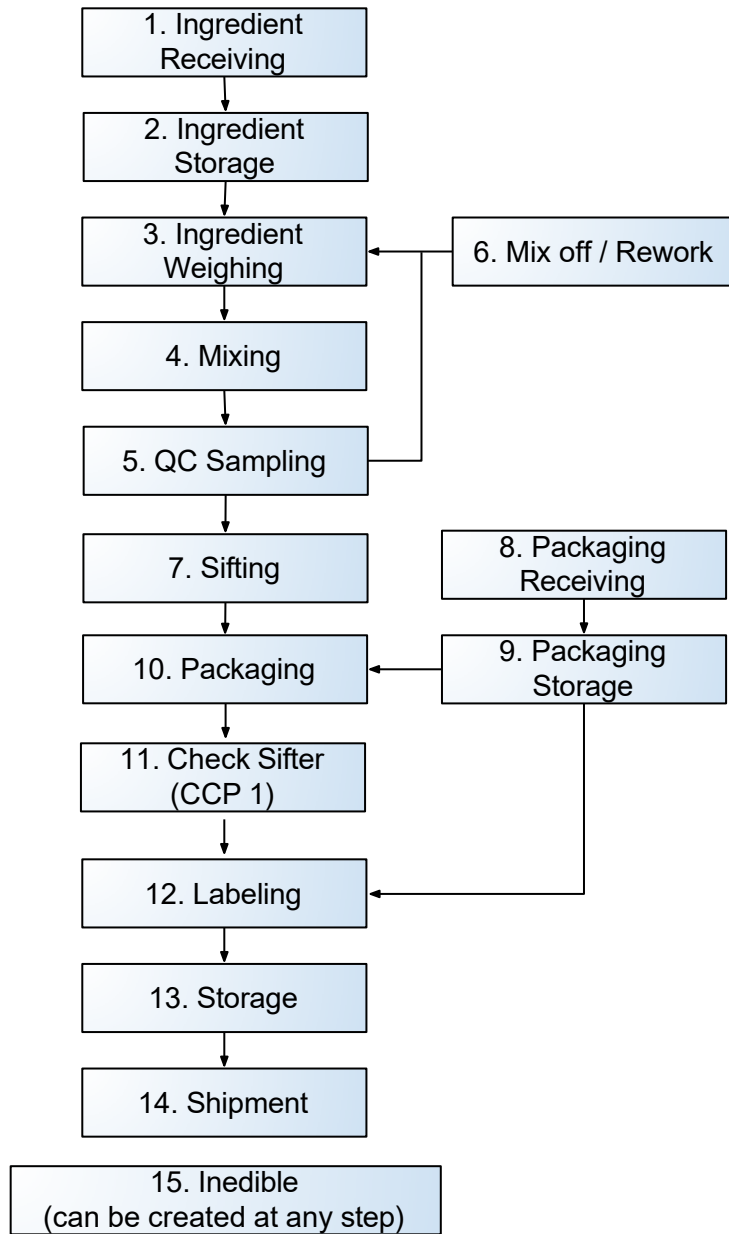 1. Ingredient
Receiving
2. Ingredient
Storage
3. Ingredient
Weighing
6. Mix off / Rework
4. Mixing
5. QC Sampling
7. Sifting
8. Packaging
Receiving
10. Packaging
9. Packaging
Storage
11. Check Sifter
(CCP 1)
12. Labeling
13. Storage
14. Shipment
15. Inedible
(can be created at any step)